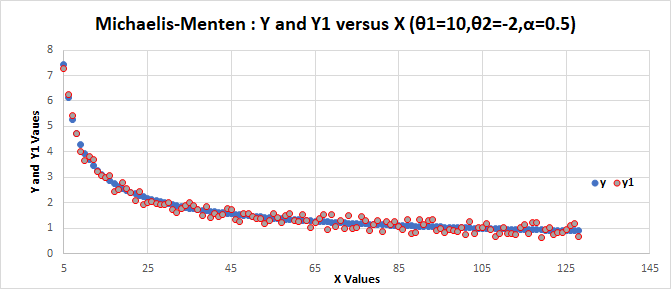 Michaelis-Menten : Y and Y1 versus X (θ1=10,θ2=-2,α=0.5)
8
7
6
5
4
3
2
1
0
Y and Y1 Vaues
5 25 45 65 85 105 125 145
X Values
y y1